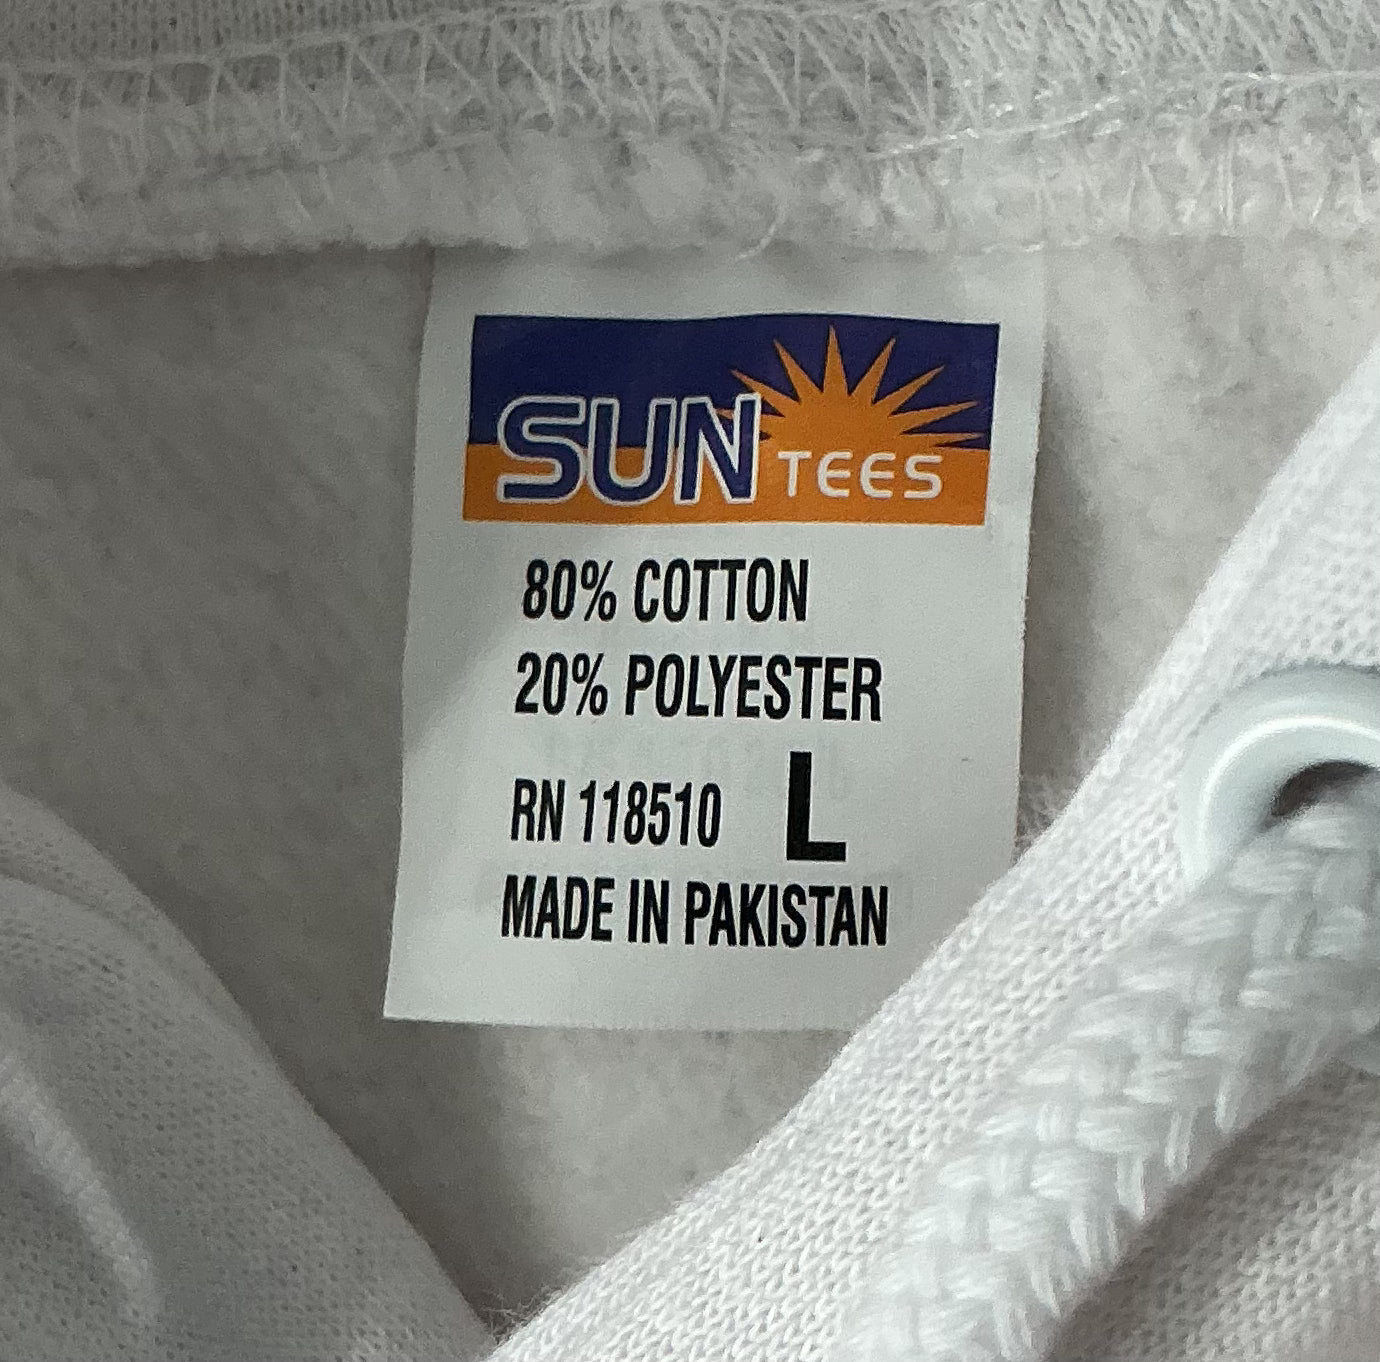 SUN TEES
80% COTTON
20% POLYESTER
RN 118510 L
MADE IN PAKISTAN